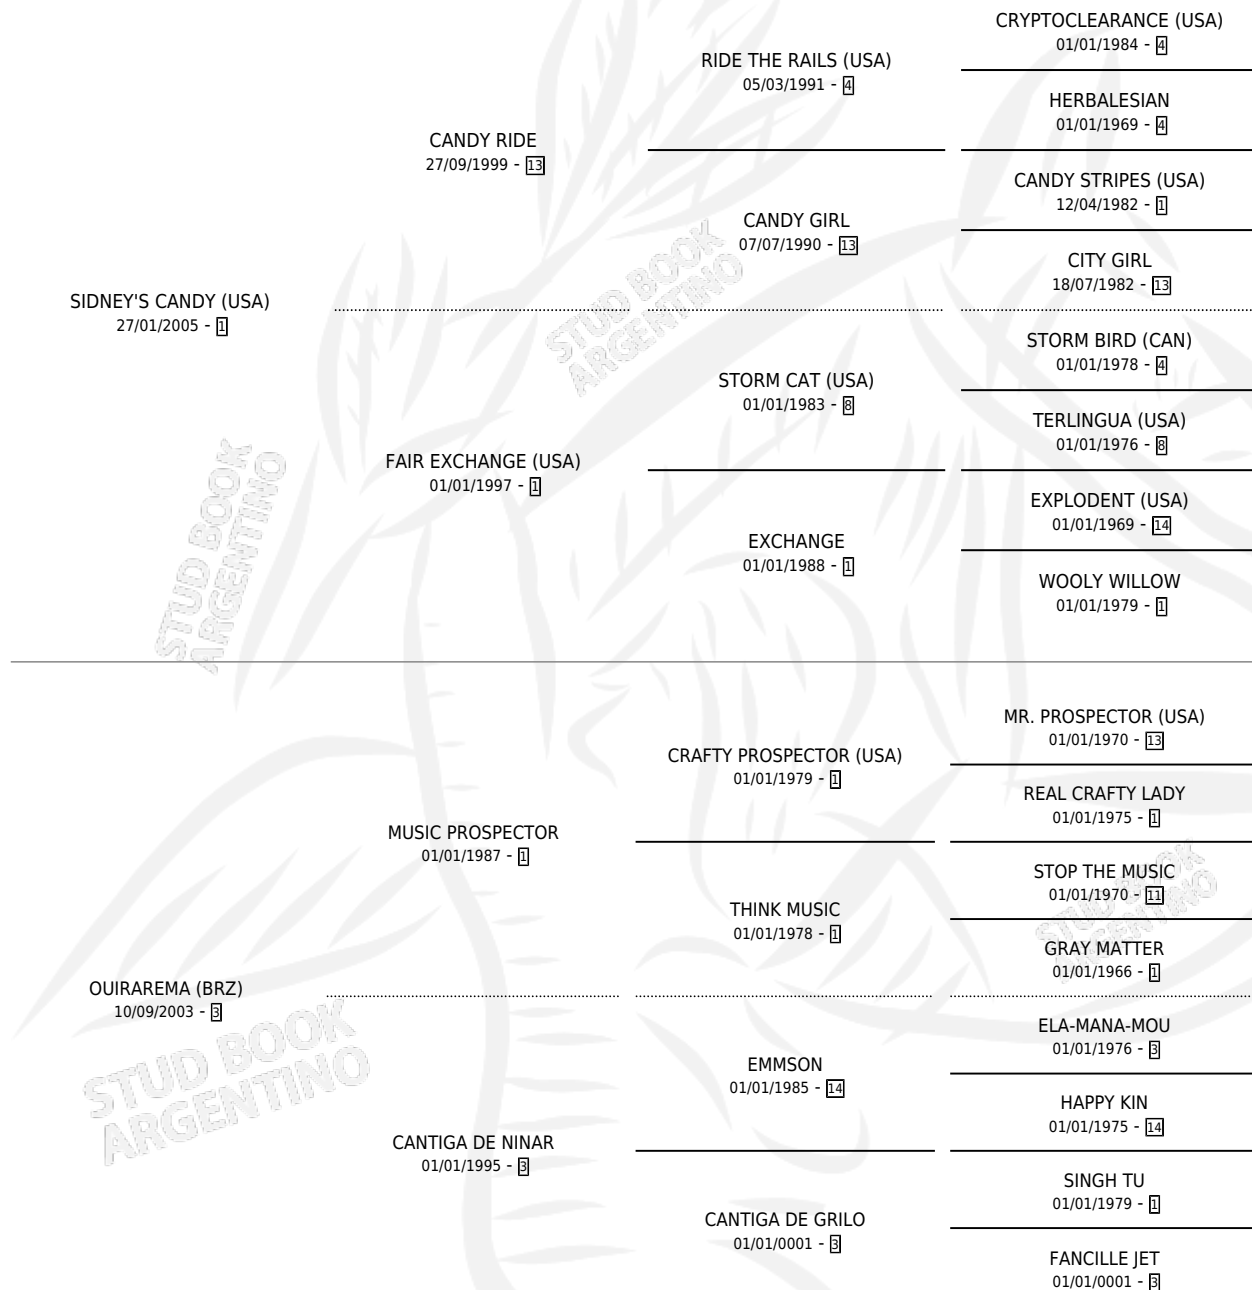 CRYPTOCLEARANCE (USA)
01/01/1984 - 4
RIDE THE RAILS (USA)
05/03/1991 - 4
HERBALESIAN
01/01/1969 - 4
CANDY RIDE
27/09/1999 - 13
CANDY STRIPES (USA)
12/04/1982 - 1
CANDY GIRL
07/07/1990 - 13
CITY GIRL
18/07/1982 - 13
SIDNEY'S CANDY (USA)
27/01/2005 - 1
STORM BIRD (CAN)
01/01/1978 - 4
STORM CAT (USA)
01/01/1983 - 8
TERLINGUA (USA)
01/01/1976 - 8
FAIR EXCHANGE (USA)
01/01/1997 - 1
EXPLODENT (USA)
01/01/1969 - 14
EXCHANGE
01/01/1988 - 1
WOOLY WILLOW
01/01/1979 - 1
MR. PROSPECTOR (USA)
01/01/1970 - 13
CRAFTY PROSPECTOR (USA)
01/01/1979 - 1
REAL CRAFTY LADY
01/01/1975 - 1
MUSIC PROSPECTOR
01/01/1987 - 1
STOP THE MUSIC
01/01/1970 - 11
THINK MUSIC
01/01/1978 - 1
GRAY MATTER
01/01/1966 - 1
OUIRAREMA (BRZ)
10/09/2003 - 3
ELA-MANA-MOU
01/01/1976 - 3
EMMSON
01/01/1985 - 14
HAPPY KIN
01/01/1975 - 14
CANTIGA DE NINAR
01/01/1995 - 3
SINGH TU
01/01/1979 - 1
CANTIGA DE GRILO
01/01/0001 - 3
FANCILLE JET
01/01/0001 - 3
STUD BOOK
ARGENTINO
STUD BOOK
ARGENTINO
STUD BOOK
ARGENTINO
STUD BOOK
ARGENTINO